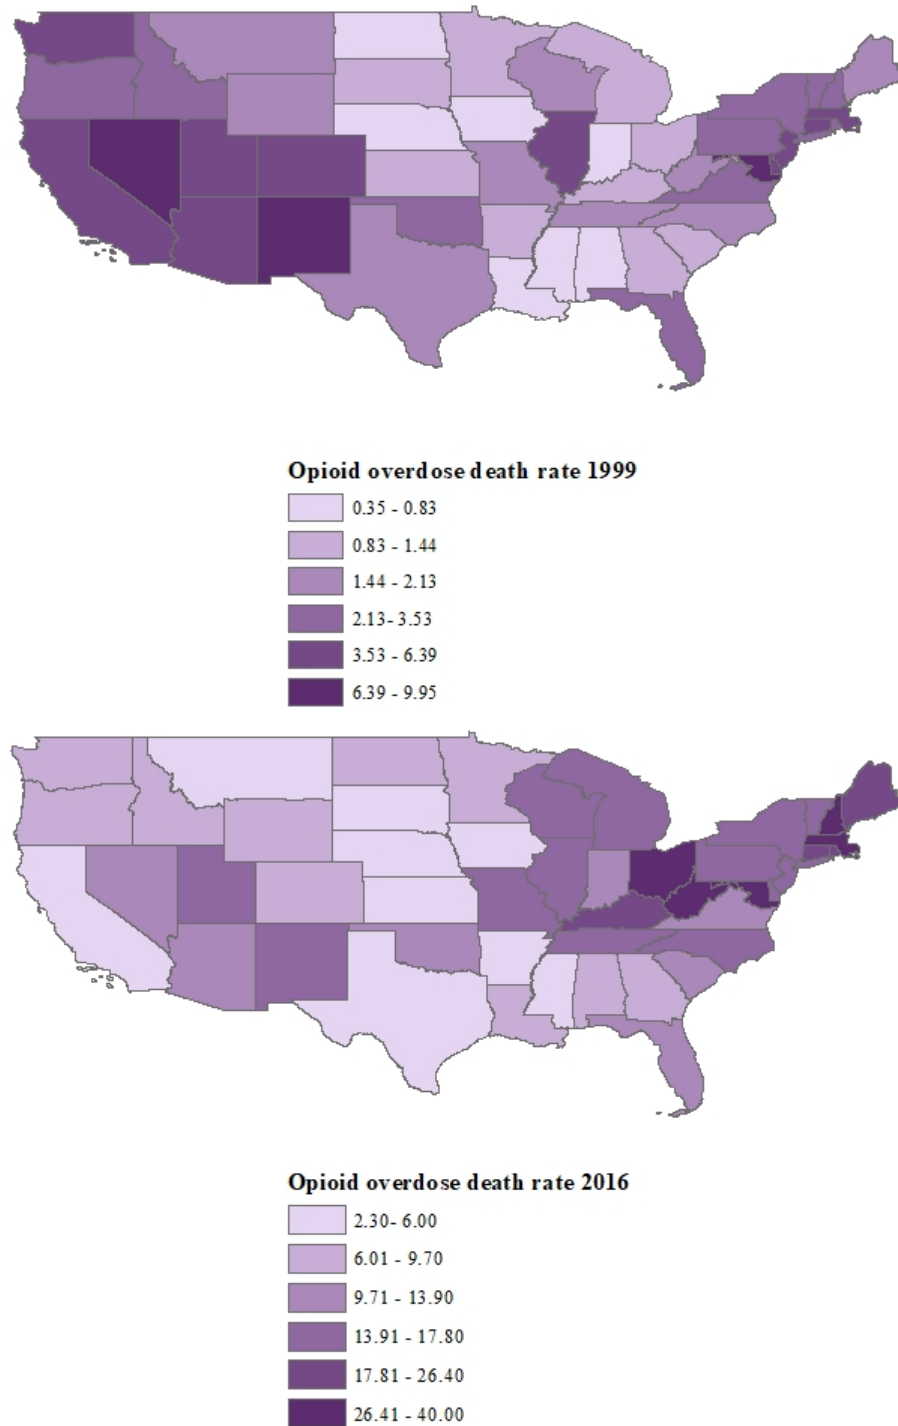 Opioid overdose death rate 1999
0.35 - 0.83
0.83 - 1.44
1.44 - 2.13
2.13- 3.53
3.53 - 6.39
6.39 - 9.95
Opioid overdose death rate 2016
2.30- 6.00
6.01 - 9.70
9.71 - 13.90
13.91 - 17.80
17.81 - 26.40
26.41 - 40.00